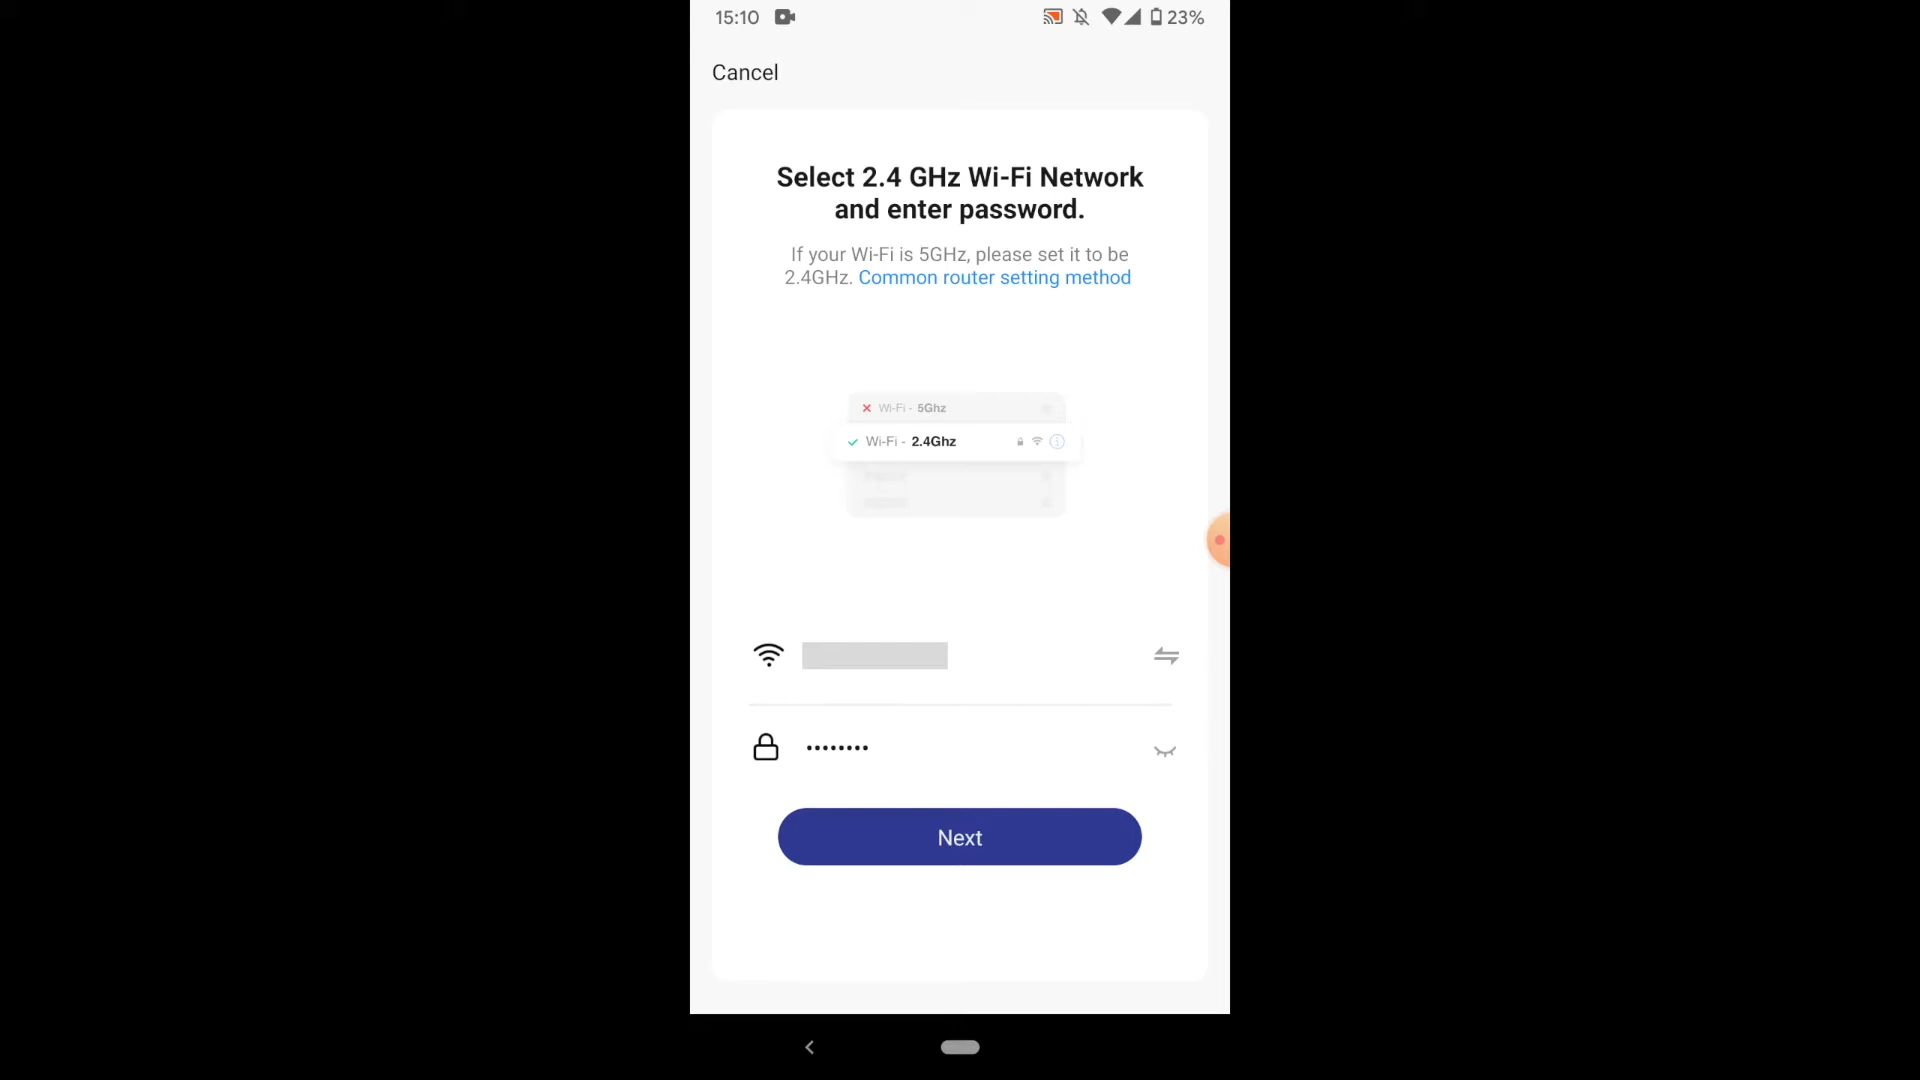 15:10 23%
Cancel
Select 2.4 GHz Wi-Fi Network
and enter password.
If your Wi-Fi is 5GHz, please set it to be
2.4GHz. Common router setting method
Wi-Fi - 5Ghz
Wi-Fi - 2.4Ghz
••••••••
Next